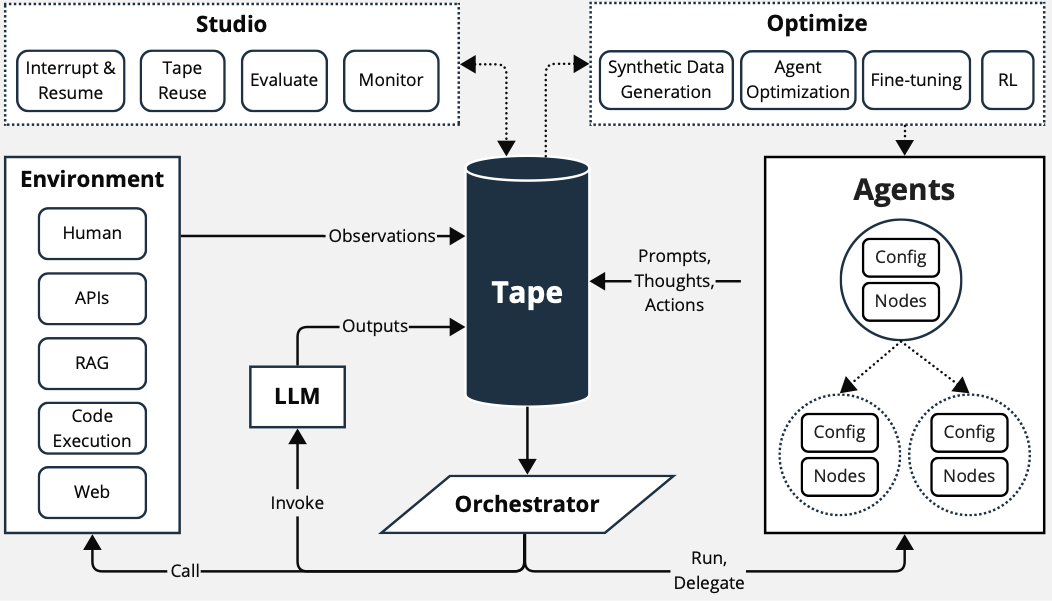 Studio
Interrupt &
Resume
Tape
Reuse
Evaluate
Monitor
Optimize
Synthetic Data
Generation
Agent
Optimization
Fine-tuning
RL
Environment
Human
APIs
RAG
Code
Execution
Web
Observations
Outputs
LLM
Invoke
Call
Tape
Prompts,
Thoughts,
Actions
Orchestrator
Run,
Delegate
Agents
Config
Nodes
Config
Nodes
Config
Nodes